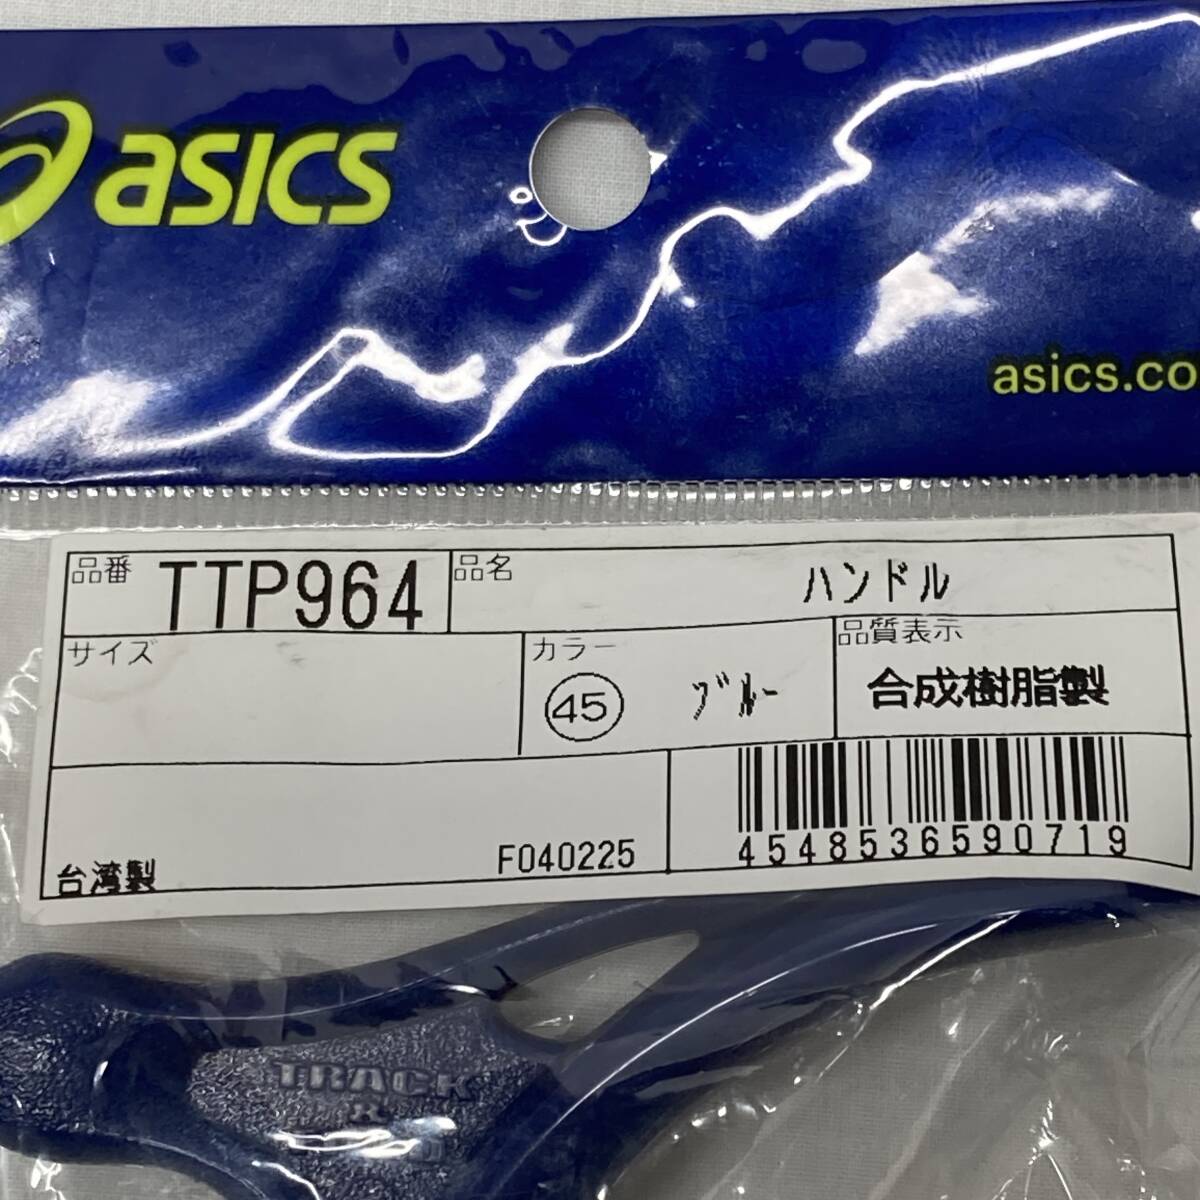 asics
asics.co
品番 TTP964
品名 ハンドル
サイズ
カラー
45 ブルー
品質表示
合成樹脂製
台湾製
F040225
4548536590719
TRACK
&